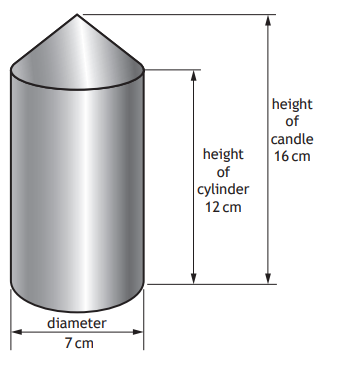 height
of
candle
16 cm
height
of
cylinder
12 cm
diameter
7 cm